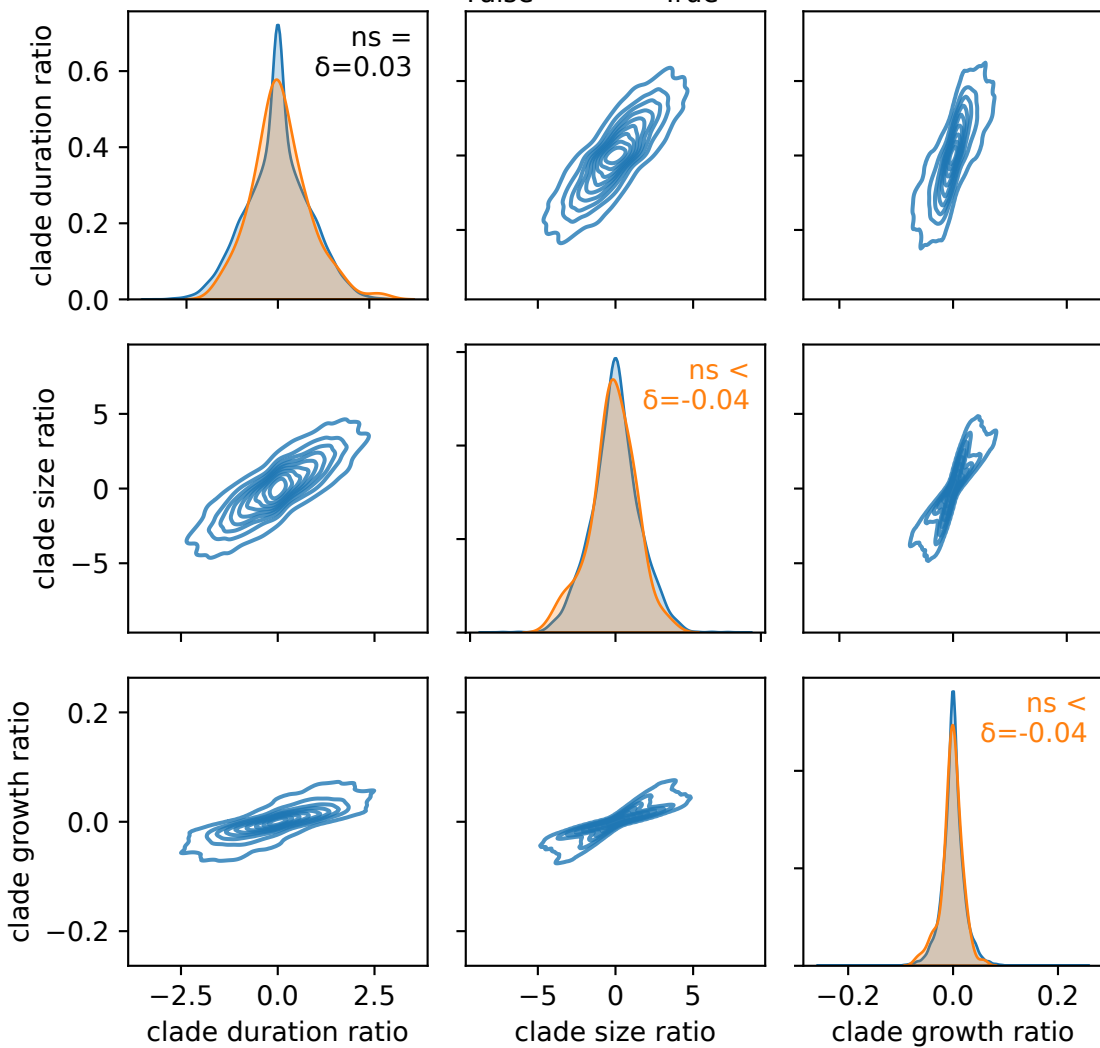 clade duration ratio
0.6
0.4
0.2
0.0
ns =
δ=0.03
clade size ratio
5
0
−5
ns <
δ=-0.04
clade growth ratio
0.2
0.0
−0.2
ns <
δ=-0.04
−2.5 0.0 2.5
−5 0 5
−0.2 0.0 0.2
clade duration ratio
clade size ratio
clade growth ratio